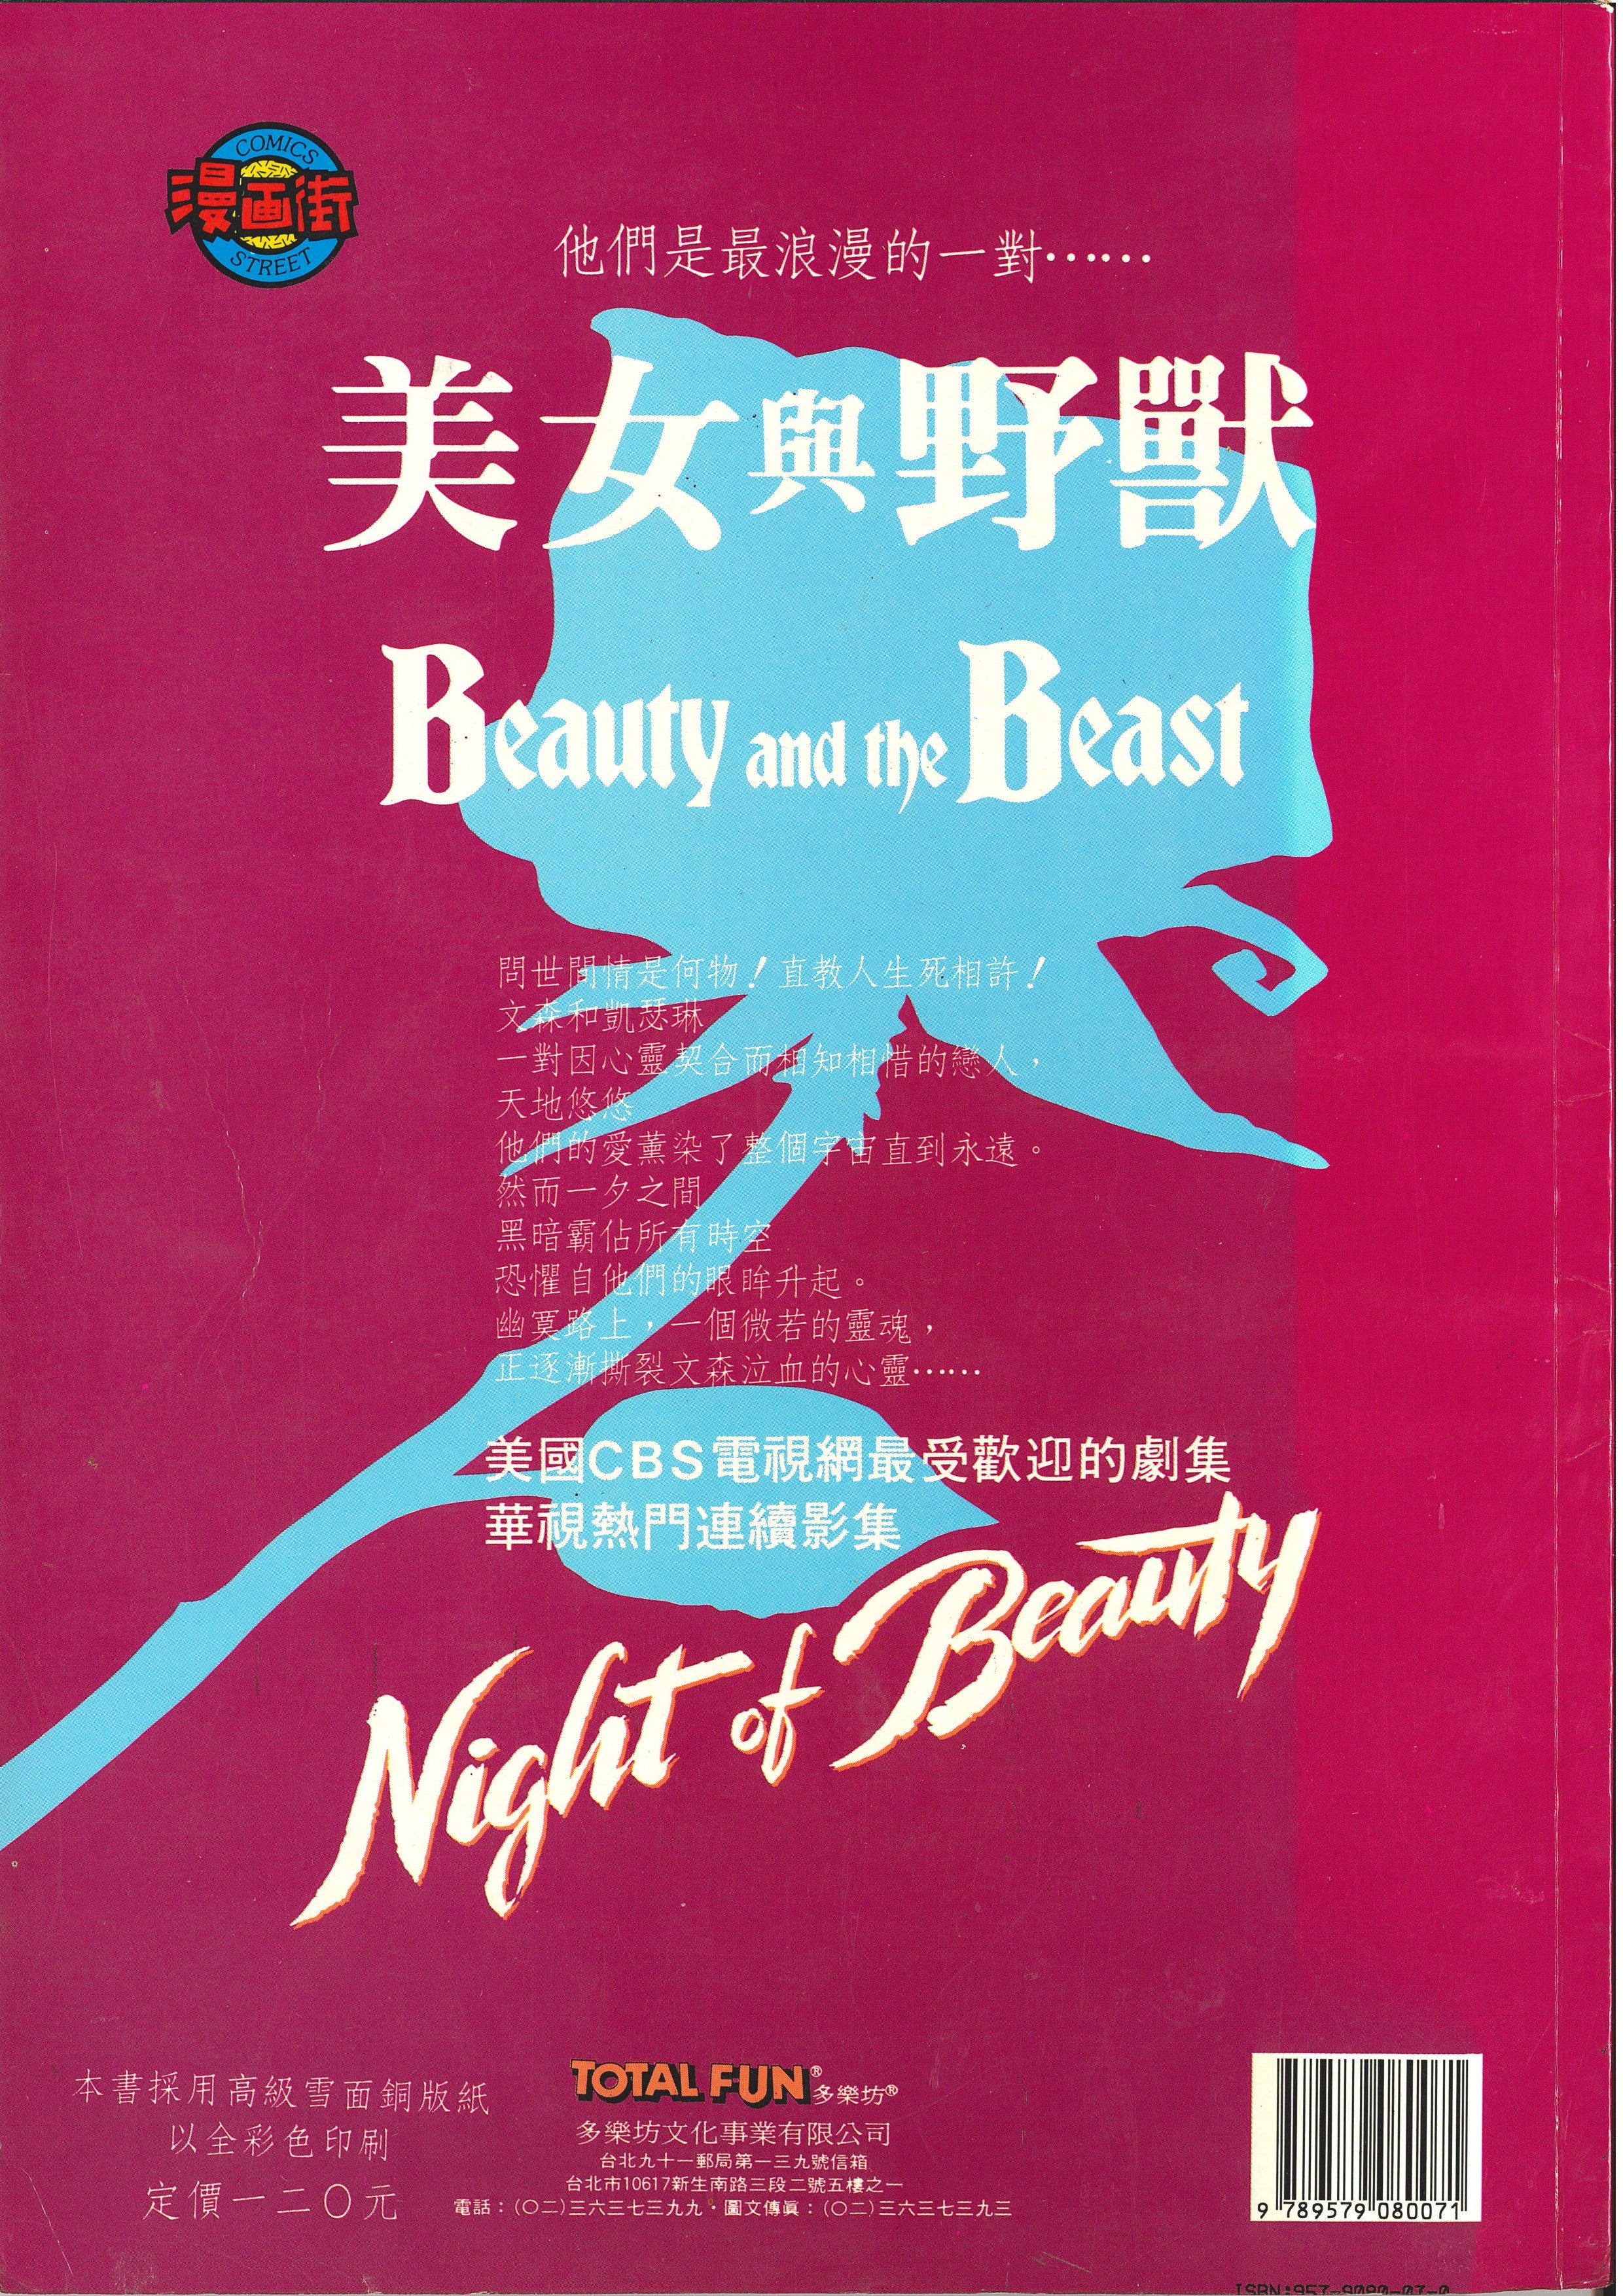 COMICS
漫画街
STREET
他們是最浪漫的一對⋯⋯
美女與野獸
Beauty and the Beast
問世間情是何物！直教人生死相許！
文森和凱瑟琳
一對因心靈契合而相知相惜的戀人，
天地悠悠
他們的愛薰染了整個宇宙直到永遠。
然而一夕之間
黑暗霸佔所有時空
恐懼自他們的眼眸升起。
幽冥路上，一個微若的靈魂，
正逐漸撕裂文森泣血的心靈⋯⋯
美國CBS電視網最受歡迎的劇集
華視熱門連續影集
Night of Beauty
本書採用高級雪面銅版紙
以全彩色印刷
定價一二〇元
TOTAL FUN® 多樂坊®
多樂坊文化事業有限公司
台北九十一郵局第一三九號信箱
台北市10617新生南路三段二號五樓之一
電話：(〇二)三六三七三九九・圖文傳眞：(〇二)三六三七三九三
9 789579 080071
ISBN:957-9080-07-0